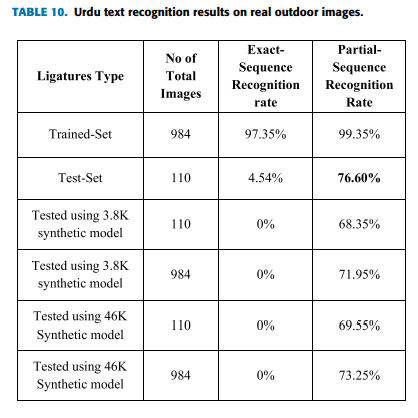 TABLE 10. Urdu text recognition results on real outdoor images.
Ligatures Type
No of
Total
Images
Exact-
Sequence
Recognition
rate
Partial-
Sequence
Recognition
Rate
Trained-Set 984 97.35% 99.35%
Test-Set 110 4.54% 76.60%
Tested using 3.8K
synthetic model
110 0% 68.35%
Tested using 3.8K
synthetic model
984 0% 71.95%
Tested using 46K
Synthetic model
110 0% 69.55%
Tested using 46K
Synthetic model
984 0% 73.25%